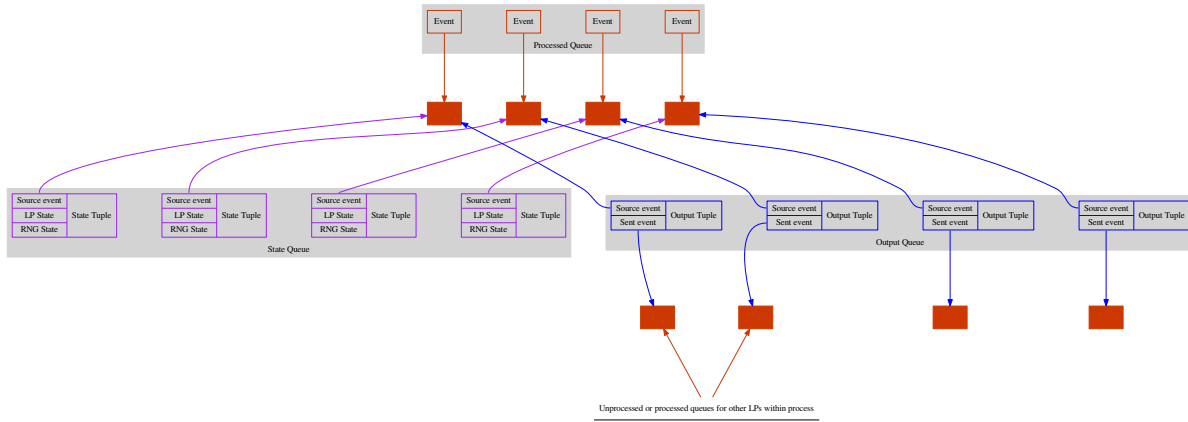 Event Event Event Event
Processed Queue
Source event Source event Source event Source event
LP State State Tuple LP State State Tuple LP State State Tuple LP State State Tuple
RNG State RNG State RNG State RNG State
State Queue
Source event Output Tuple Source event Output Tuple Source event Output Tuple Source event Output Tuple
Sent event Sent event Sent event Sent event
Output Queue
Unprocessed or processed queues for other LPs within process